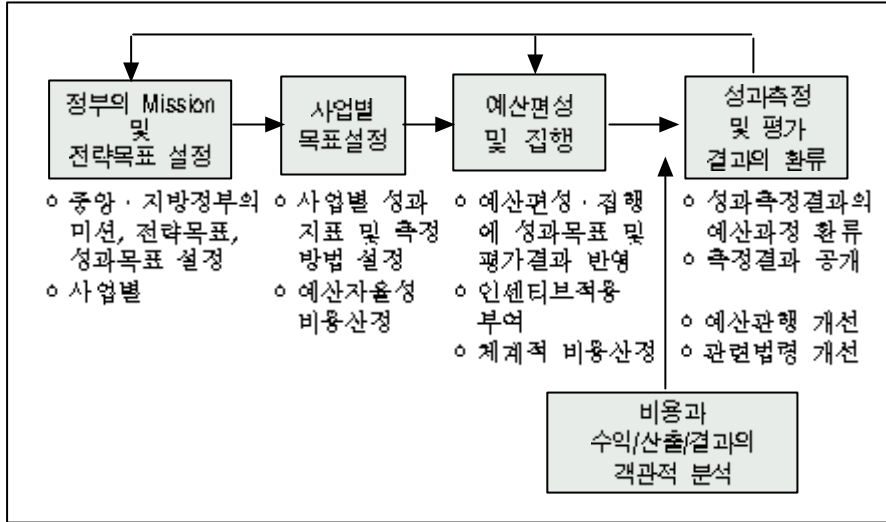 정부의 Mission
및
전략목표 설정
사업별
목표설정
예산편성
및 집행
성과측정
및 평가
결과의 환류
o 중앙·지방정부의
미션, 전략목표,
성과목표 설정
o 사업별
o 사업별 성과
지표 및 측정
방법 설정
o 예산자율성
비용산정
o 예산편성·집행
에 성과목표 및
평가결과 반영
o 인센티브적용
부여
o 체계적 비용산정
o 성과측정결과의
예산과정 환류
o 측정결과 공개
o 예산관행 개선
o 관련법령 개선
비용과
수익/산출/결과의
객관적 분석